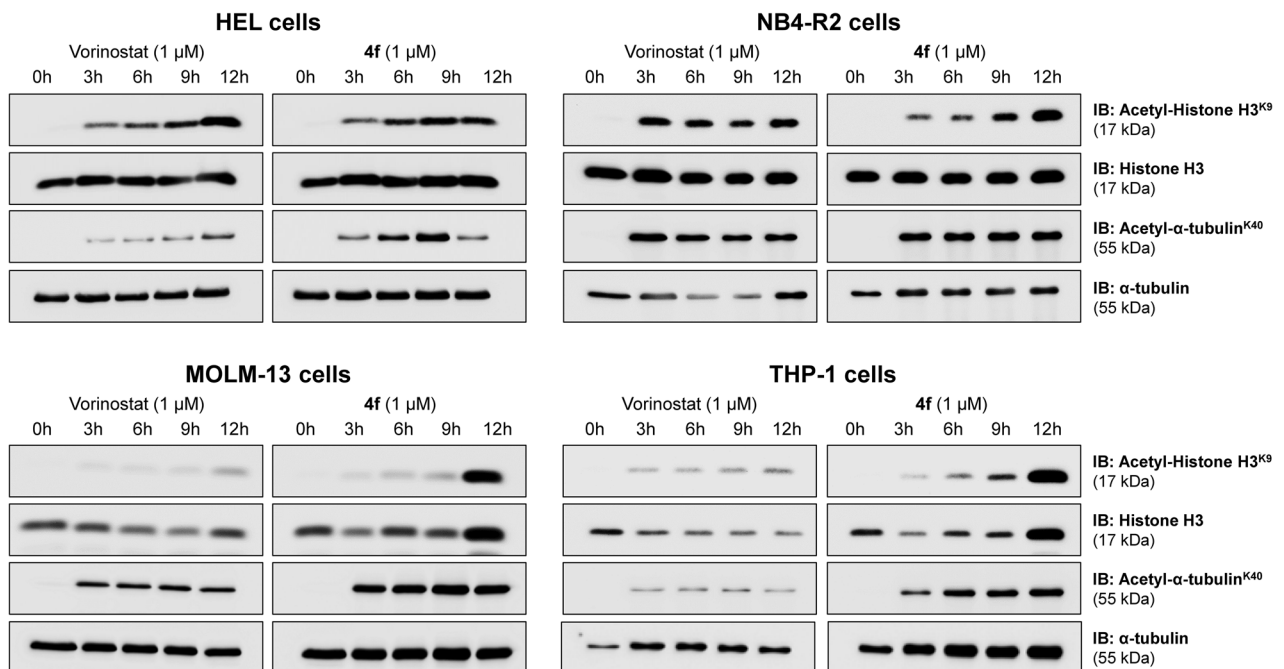 HEL cells
NB4-R2 cells
Vorinostat (1 µM)
4f (1 µM)
Vorinostat (1 µM)
4f (1 µM)
0h 3h 6h 9h 12h
0h 3h 6h 9h 12h
0h 3h 6h 9h 12h
0h 3h 6h 9h 12h
IB: Acetyl-Histone H3ᴷ⁹
(17 kDa)
IB: Histone H3
(17 kDa)
IB: Acetyl-α-tubulinᴷ⁴⁰
(55 kDa)
IB: α-tubulin
(55 kDa)
MOLM-13 cells
THP-1 cells
Vorinostat (1 µM)
4f (1 µM)
Vorinostat (1 µM)
4f (1 µM)
0h 3h 6h 9h 12h
0h 3h 6h 9h 12h
0h 3h 6h 9h 12h
0h 3h 6h 9h 12h
IB: Acetyl-Histone H3ᴷ⁹
(17 kDa)
IB: Histone H3
(17 kDa)
IB: Acetyl-α-tubulinᴷ⁴⁰
(55 kDa)
IB: α-tubulin
(55 kDa)